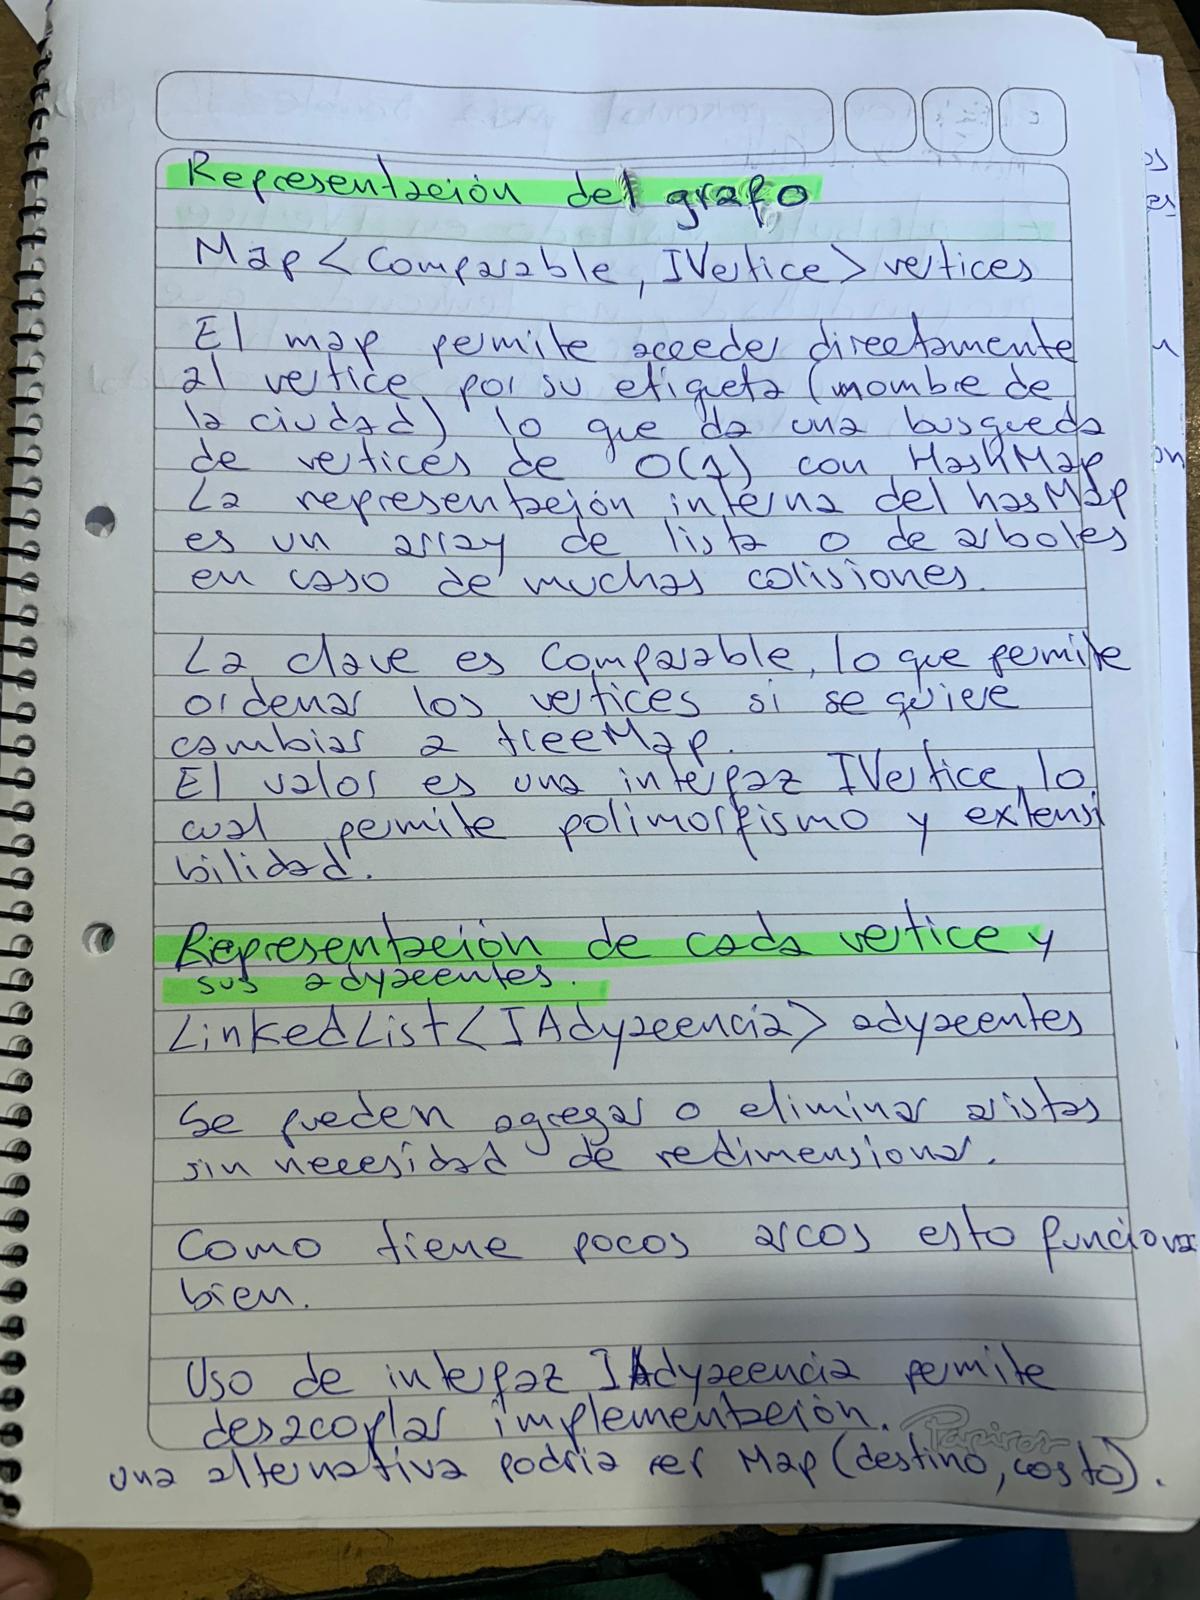 Representación del grafo
Map<Comparable, IVertice> vertices
El map permite acceder directamente
al vertice por su etiqueta (nombre de
la ciudad) lo que da una busqueda
de vertices de O(1) con HashMap
La representación interna del hasMap
es un array de lista o de arboles
en caso de muchas colisiones.
La clave es Comparable, lo que permite
ordenar los vertices si se quiere
cambiar a treeMap.
El valor es una interfaz IVertice, lo
cual permite polimorfismo y extensi
bilidad.
Representación de cada vertice y
sus adyacentes.
LinkedList<IAdyacencia> adyacentes
Se pueden agregar o eliminar aristas
sin necesidad de redimensionar.
Como tiene pocos arcos esto funciona
bien.
Uso de interfaz IAdyacencia permite
desacoplar implementación.
Papiros
una alternativa podria ser Map (destino, costo).